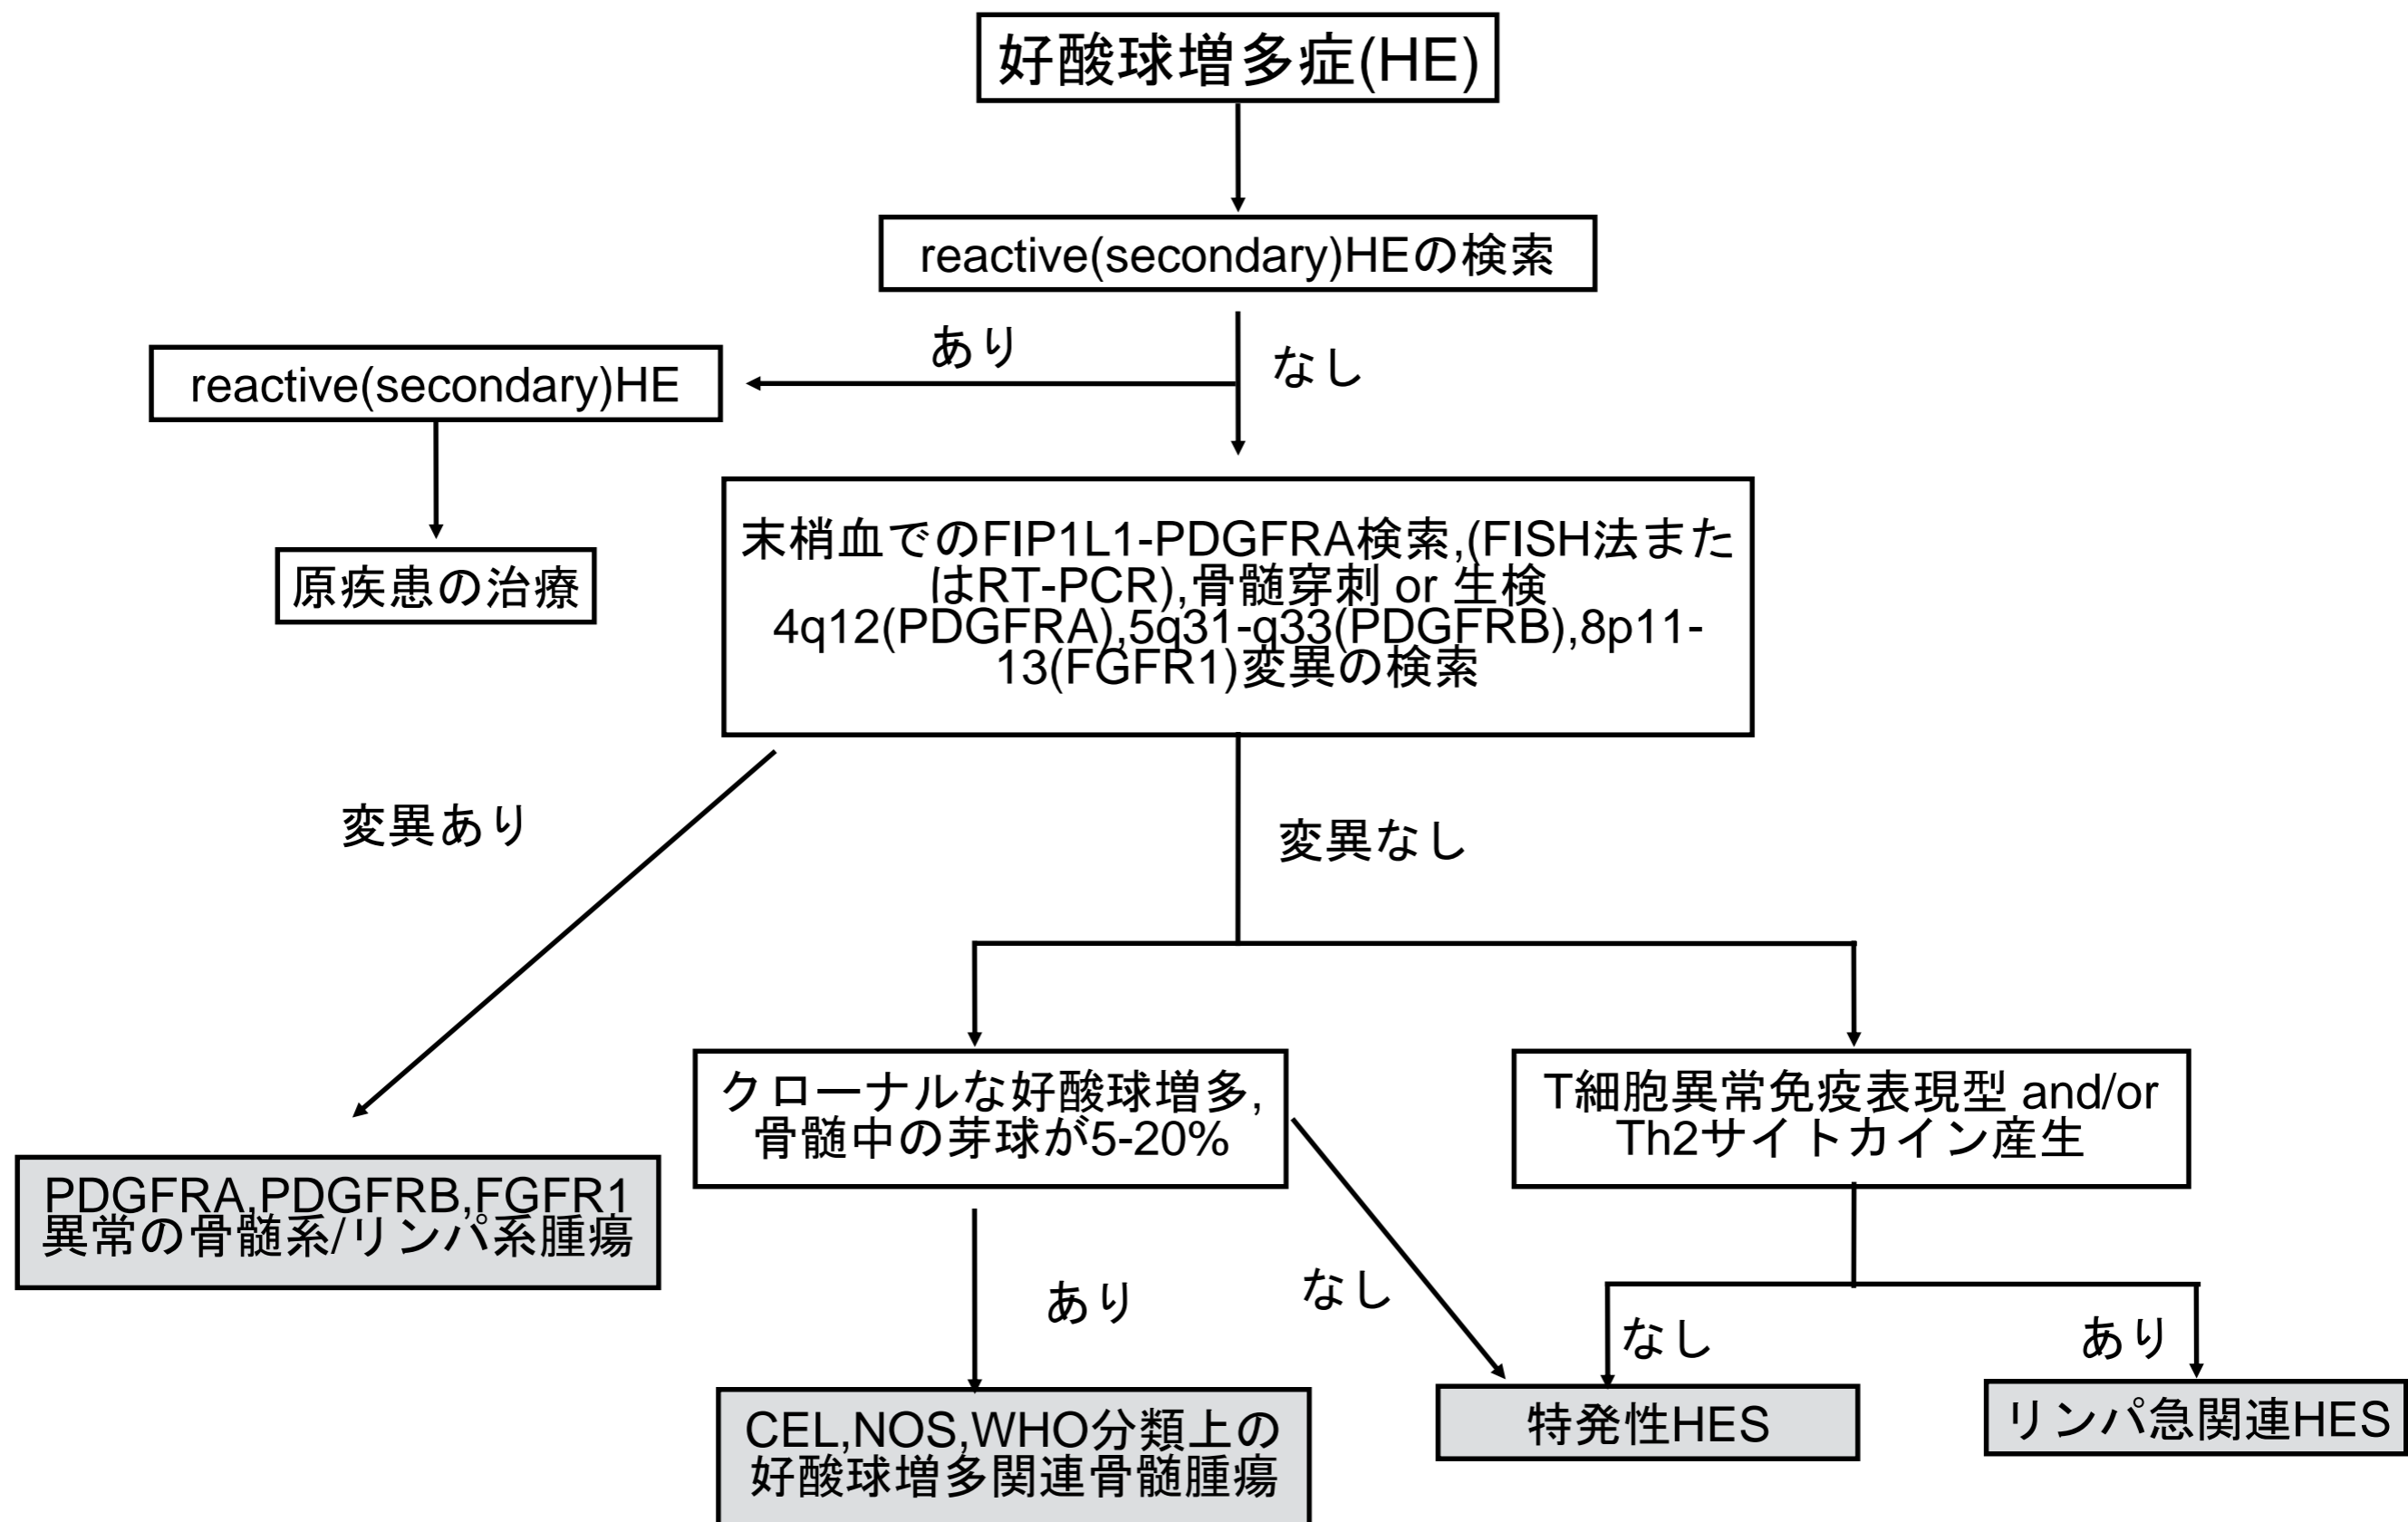 好酸球増多症(HE)
reactive(secondary)HEの検索
あり
なし
reactive(secondary)HE
原疾患の治療
末梢血でのFIP1L1-PDGFRA検索,(FISH法また
はRT-PCR),骨髄穿刺 or 生検
4q12(PDGFRA),5q31-q33(PDGFRB),8p11-
13(FGFR1)変異の検索
変異あり
変異なし
クローナルな好酸球増多,
骨髄中の芽球が5-20%
T細胞異常免疫表現型 and/or
Th2サイトカイン産生
PDGFRA,PDGFRB,FGFR1
異常の骨髄系/リンパ系腫瘍
あり
なし
なし
あり
CEL,NOS,WHO分類上の
好酸球増多関連骨髄腫瘍
特発性HES
リンパ急関連HES